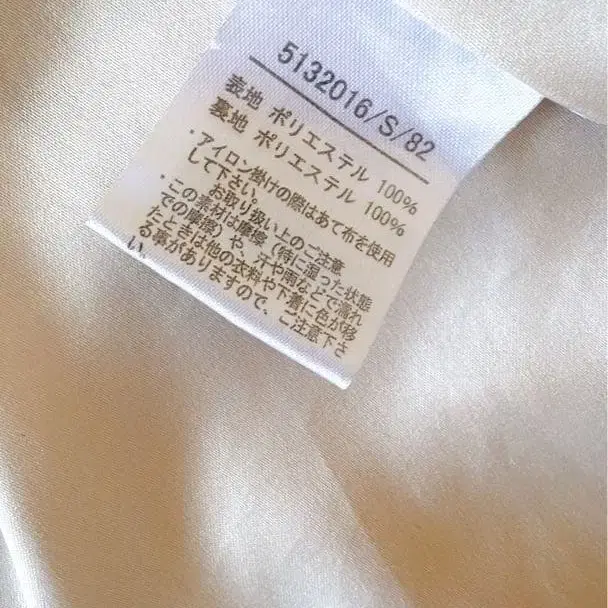 5132016/S/82
表地 ポリエステル 100%
裏地 ポリエステル 100%
・アイロン掛けの際はあて布を使用
して下さい。
お取り扱い上のご注意
・この素材は摩擦（特に湿った状態
での摩擦）や、汗や雨などで濡れ
たときは他の衣料や下着に色が移
る事がありますので、ご注意下さ
い。